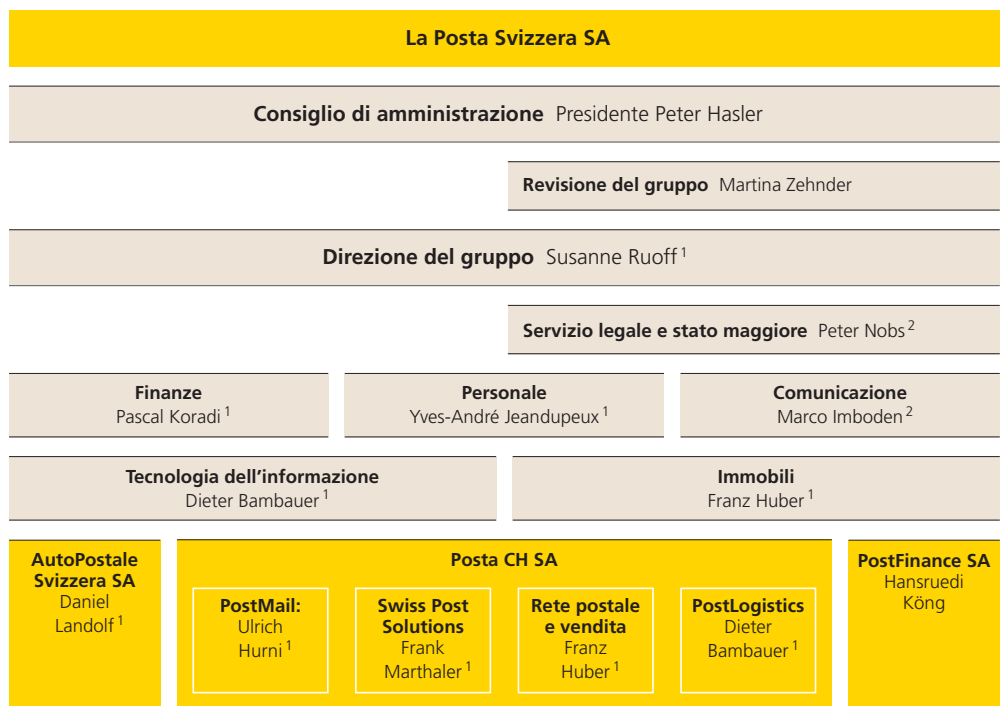 La Posta Svizzera SA
Consiglio di amministrazione Presidente Peter Hasler
Revisione del gruppo Martina Zehnder
Direzione del gruppo Susanne Ruoff 1
Servizio legale e stato maggiore Peter Nobs 2
Finanze
Pascal Koradi 1
Personale
Yves-André Jeandupeux 1
Comunicazione
Marco Imboden 2
Tecnologia dell’informazione
Dieter Bambauer 1
Immobili
Franz Huber 1
AutoPostale
Svizzera SA
Daniel
Landolf 1
Posta CH SA
PostMail:
Ulrich
Hurni 1
Swiss Post
Solutions
Frank
Marthaler 1
Rete postale
e vendita
Franz
Huber 1
PostLogistics
Dieter
Bambauer 1
PostFinance SA
Hansruedi
Köng